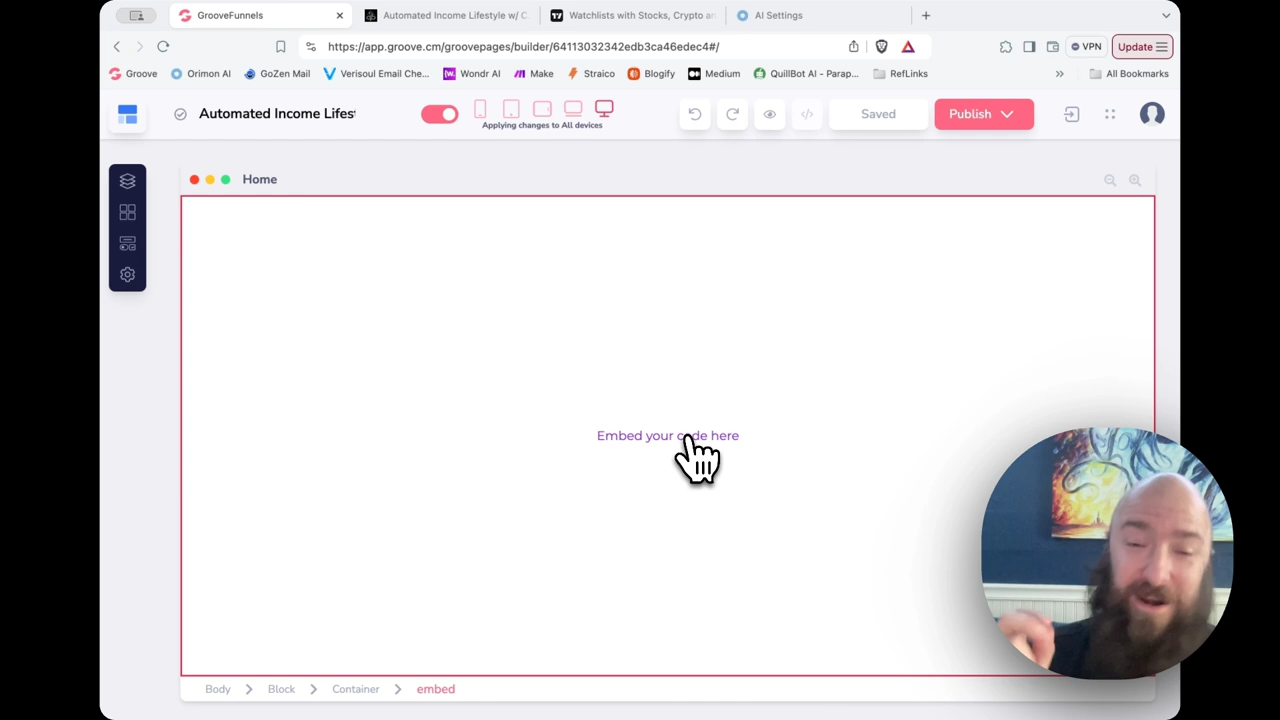 GrooveFunnels
Automated Income Lifestyle w/ C
Watchlists with Stocks, Crypto an
AI Settings
https://app.groove.cm/groovepages/builder/64113032342edb3ca46edec4#/
VPN
Update
Groove
Orimon AI
GoZen Mail
Verisoul Email Che...
Wondr AI
Make
Straico
Blogify
Medium
QuillBot AI - Parap...
RefLinks
»
All Bookmarks
Automated Income Lifes
Applying changes to All devices
Saved
Publish
Home
Embed your code here
Body
Block
Container
embed